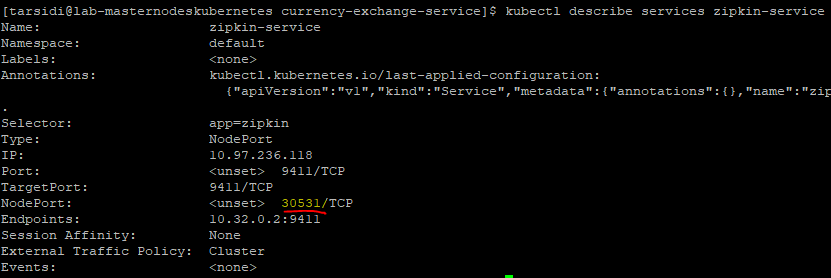 [tarsidi@lab-masternodeskubernetes currency-exchange-service]$ kubectl describe services zipkin-service
Name: zipkin-service
Namespace: default
Labels: <none>
Annotations: kubectl.kubernetes.io/last-applied-configuration:
{"apiVersion":"v1","kind":"Service","metadata":{"annotations":{},"name":"zip
.
Selector: app=zipkin
Type: NodePort
IP: 10.97.236.118
Port: <unset> 9411/TCP
TargetPort: 9411/TCP
NodePort: <unset> 30531/TCP
Endpoints: 10.32.0.2:9411
Session Affinity: None
External Traffic Policy: Cluster
Events: <none>